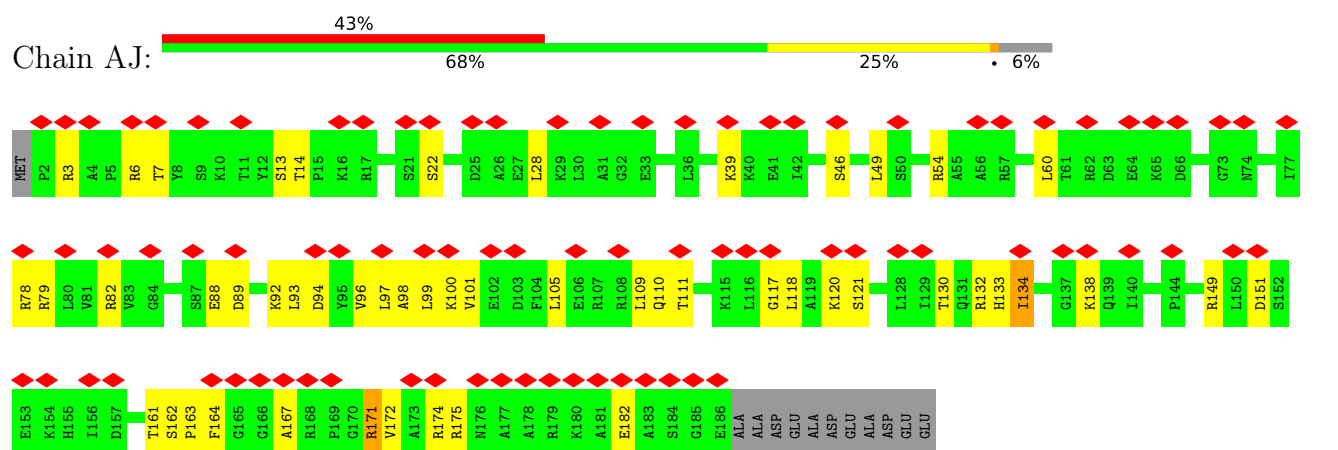 43%
Chain AJ:
68% 25% • 6%
MET P2 R3 A4 P5 R6 T7 Y8 S9 K10 T11 Y12 S13 T14 P15 K16 R17 S21 S22 D25 A26 E27 L28 K29 L30 A31 G32 E33 L36 K39 K40 E41 I42 S46 L49 S50 R54 A55 A56 R57 L60 T61 R62 D63 E64 K65 D66 G73 N74 I77
R78 R79 L80 V81 R82 V83 G84 S87 E88 D89 K92 L93 D94 Y95 V96 L97 A98 L99 K100 V101 E102 D103 F104 L105 E106 R107 R108 L109 Q110 T111 K115 L116 G117 L118 A119 K120 S121 L128 I129 T130 Q131 R132 H133 I134 G137 K138 Q139 I140 P144 R149 L150 D151 S152
E153 K154 H155 I156 D157 T161 S162 P163 F164 G165 G166 A167 R168 P169 G170 R171 V172 A173 R174 R175 N176 A177 A178 R179 K180 A181 E182 A183 S184 G185 E186 ALA ALA ASP GLU ALA ASP GLU ALA ASP GLU GLU